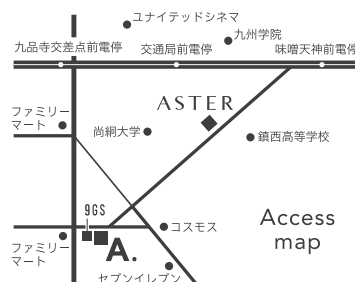 ユナイテッドシネマ
九州学院
九品寺交差点前電停
交通局前電停
味噌天神前電停
ASTER
ファミリー
マート
尚絅大学
鎮西高等学校
9GS
コスモス
Access
map
A.
ファミリー
マート
セブンイレブン